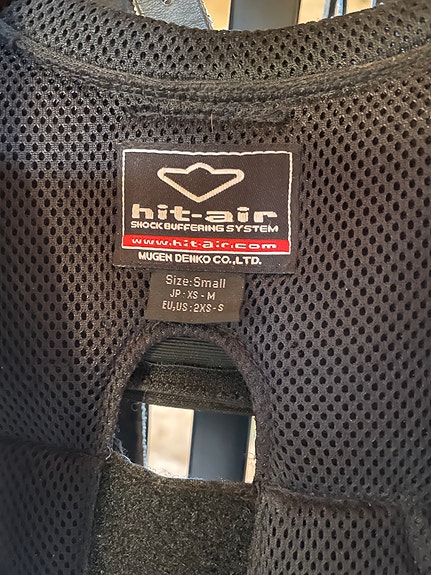 hit-air
SHOCK BUFFERING SYSTEM
www.hit-air.com
MUGEN DENKO CO.,LTD.
Size:Small
JP:XS-M
EU,US:2XS-S